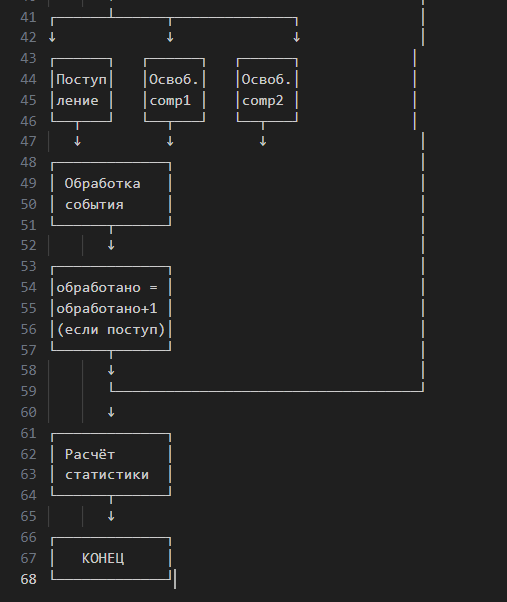 41
42
43
44 Поступ Освоб. Освоб.
45 ление comp1 comp2
46
47
48
49 Обработка
50 события
51
52
53
54 обработано =
55 обработано+1
56 (если поступ)
57
58
59
60
61
62 Расчёт
63 статистики
64
65
66
67 КОНЕЦ
68